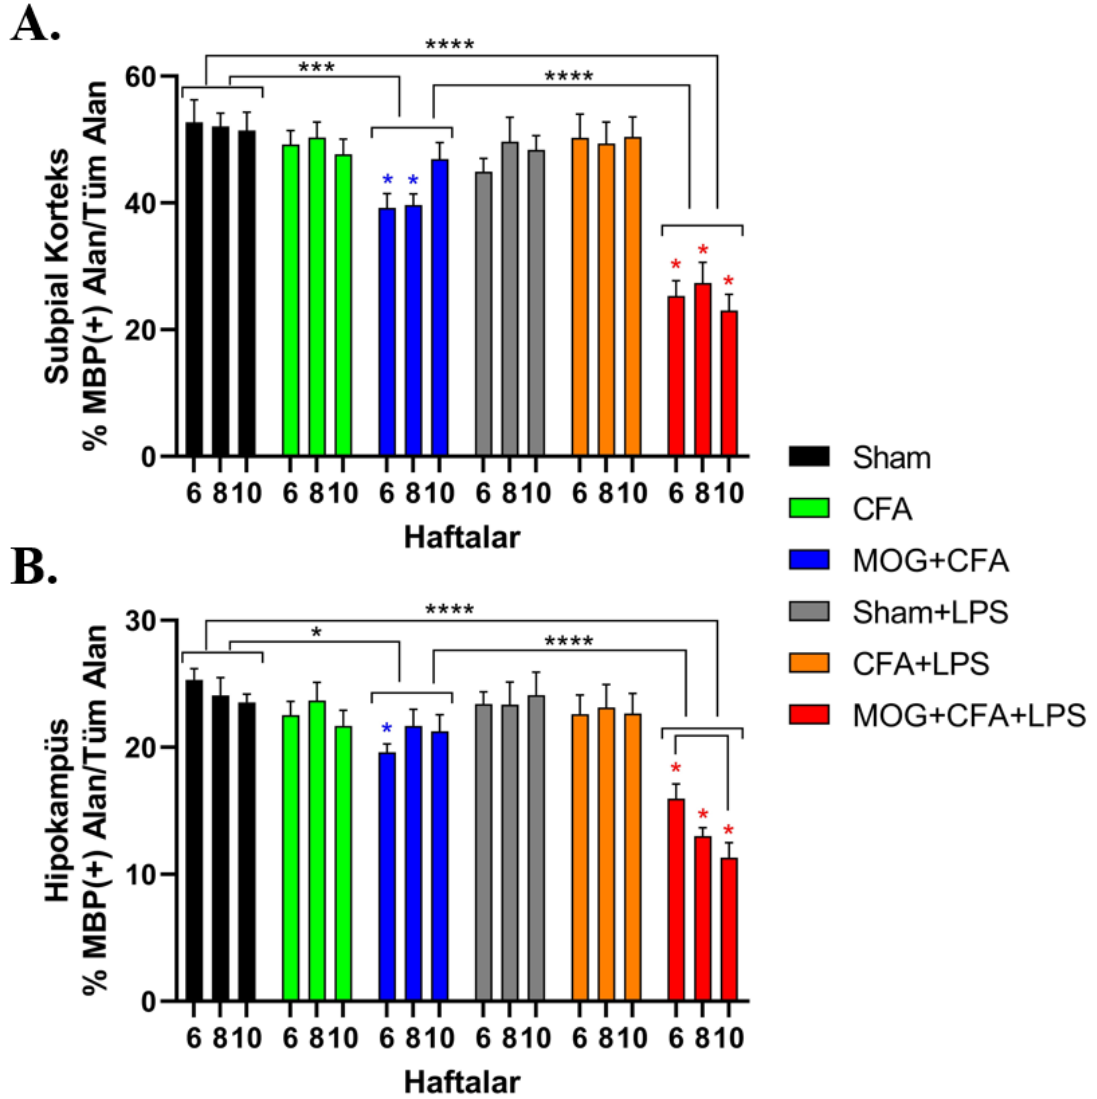 A.
****
***
****
60
40
20
0
Subpial Korteks
% MBP(+) Alan/Tüm Alan
* *
* * *
6 8 10 6 8 10 6 8 10 6 8 10 6 8 10 6 8 10
Haftalar
Sham
CFA
MOG+CFA
Sham+LPS
CFA+LPS
MOG+CFA+LPS
B.
****
*
****
30
20
10
0
Hipokampüs
% MBP(+) Alan/Tüm Alan
*
* * *
6 8 10 6 8 10 6 8 10 6 8 10 6 8 10 6 8 10
Haftalar